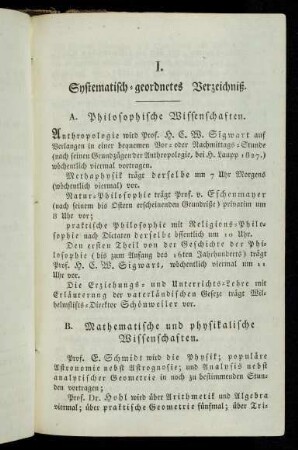 I.
Systematisch-geordnetes Verzeichniß.
A. Philosophische Wissenschaften.
Anthropologie wird Prof. H. C. W. Sigwart auf
Verlangen in einer bequemen Vor- oder Nachmittags-Stunde
(nach seinen Grundzügen der Anthropologie, bei H. Laupp 1827.)
wöchentlich viermal vortragen.
Methaphysik trägt derselbe um 7 Uhr Morgens
(wöchentlich viermal) vor.
Natur-Philosophie trägt Prof. v. Eschenmayer
(nach seinem bis Ostern erscheinenden Grundriße) privatim um
8 Uhr vor;
praktische Philosophie mit Religions-Philo-
sophie nach Dictaten derselbe öffentlich um 10 Uhr.
Den ersten Theil von der Geschichte der Phi-
losophie (bis zum Anfang des 16ten Jahrhunderts) trägt
Prof. H. C. W. Sigwart, wöchentlich viermal um 11
Uhr vor.
Die Erziehungs- und Unterrichts-Lehre mit
Erläuterung der vaterländischen Geseze trägt Wil-
helmsstifts-Direktor Schönweiler vor.
B. Mathematische und physikalische
Wissenschaften.
Prof. E. Schmidt wird die Physik; populäre
Astronomie nebst Astrognosie; und Analysis nebst
analytischer Geometrie in noch zu bestimmenden Stun-
den vortragen;
Prof. Dr. Hohl wird über Arithmetik und Algebra
viermal; über praktische Geometrie fünfmal; über Tri-